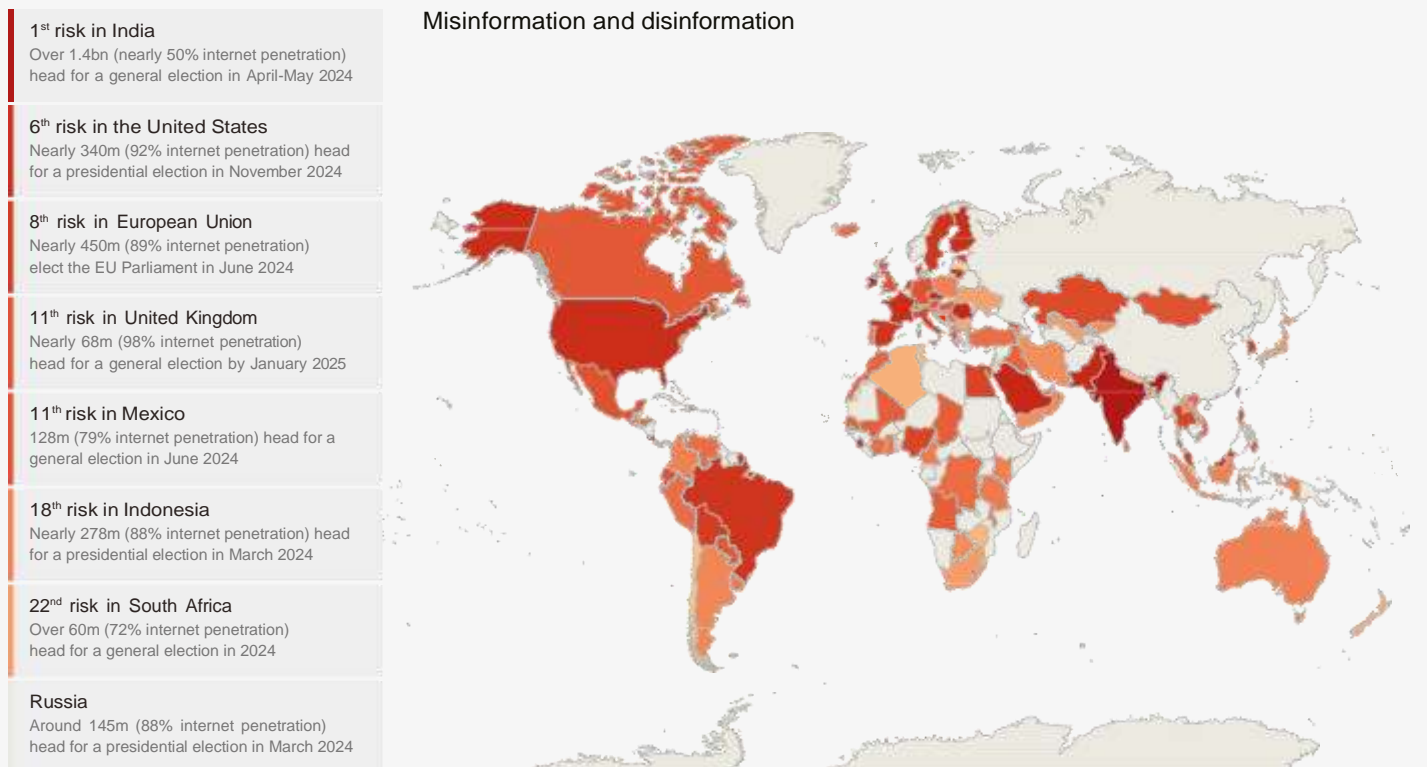 Misinformation and disinformation
1st risk in India
Over 1.4bn (nearly 50% internet penetration)
head for a general election in April-May 2024
6th risk in the United States
Nearly 340m (92% internet penetration) head
for a presidential election in November 2024
8th risk in European Union
Nearly 450m (89% internet penetration)
elect the EU Parliament in June 2024
11th risk in United Kingdom
Nearly 68m (98% internet penetration)
head for a general election by January 2025
11th risk in Mexico
128m (79% internet penetration) head for a
general election in June 2024
18th risk in Indonesia
Nearly 278m (88% internet penetration) head
for a presidential election in March 2024
22nd risk in South Africa
Over 60m (72% internet penetration)
head for a general election in 2024
Russia
Around 145m (88% internet penetration)
head for a presidential election in March 2024